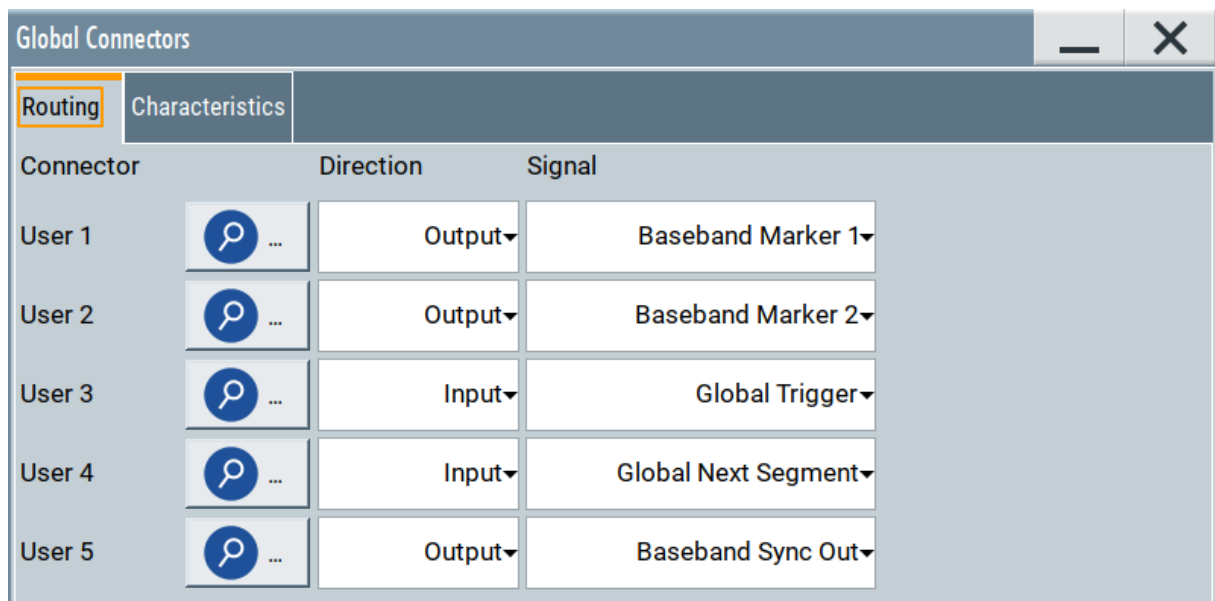 Global Connectors
Routing Characteristics
Connector Direction Signal
User 1 ... Output Baseband Marker 1
User 2 ... Output Baseband Marker 2
User 3 ... Input Global Trigger
User 4 ... Input Global Next Segment
User 5 ... Output Baseband Sync Out